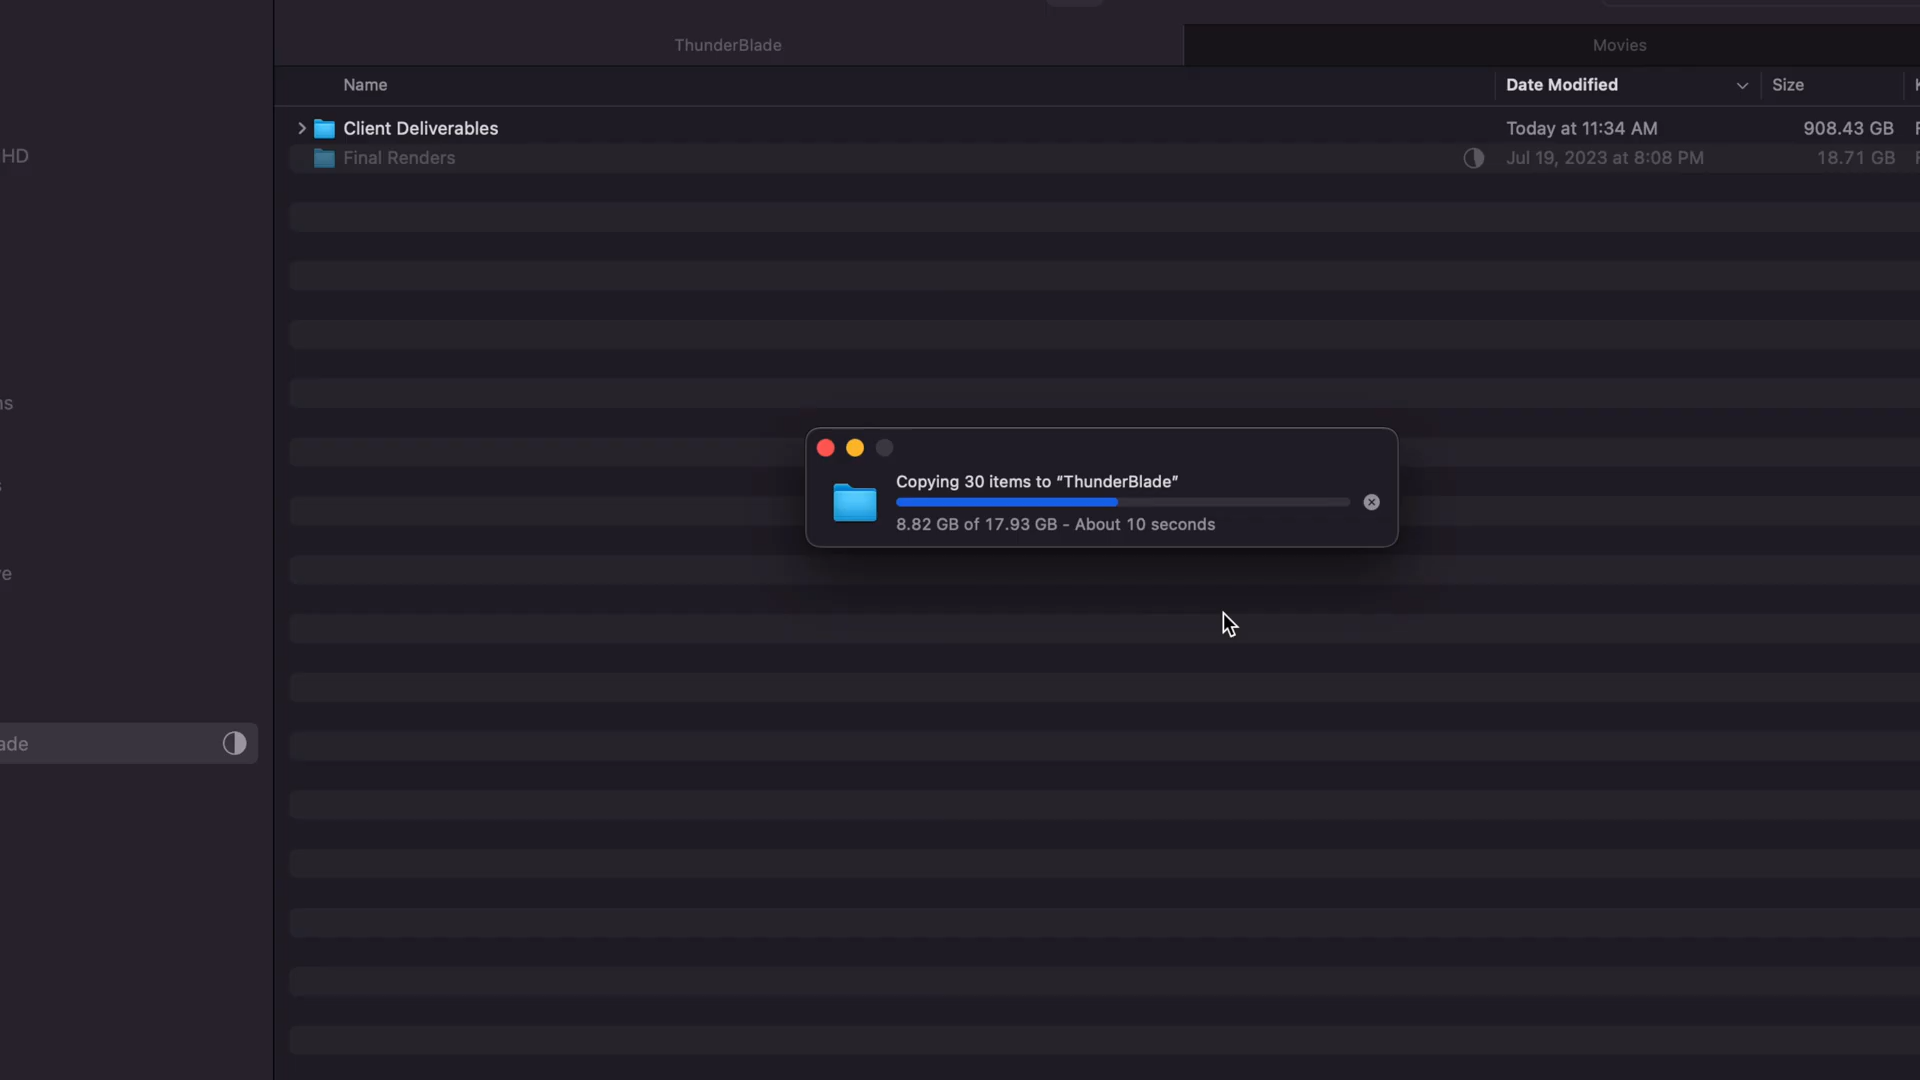 ThunderBlade
Movies
Name
Date Modified
Size
Client Deliverables
Today at 11:34 AM
908.43 GB
HD
Final Renders
Jul 19, 2023 at 8:08 PM
18.71 GB
Copying 30 items to “ThunderBlade”
8.82 GB of 17.93 GB - About 10 seconds
ade